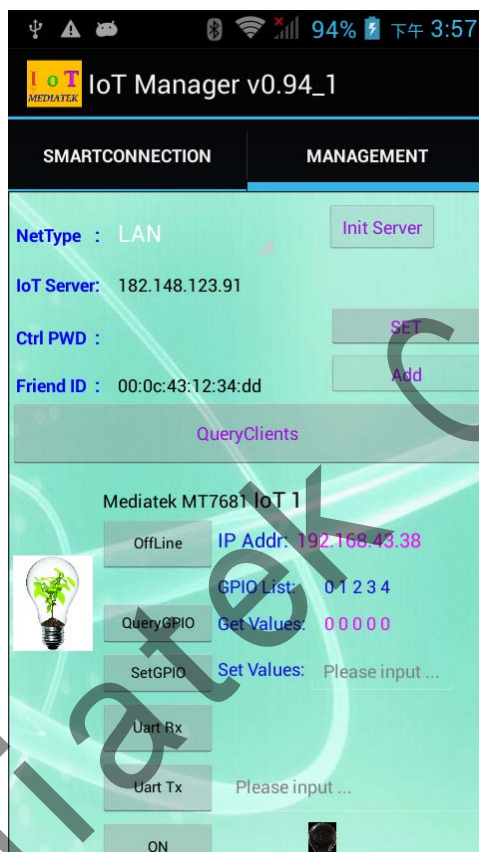 94% 下午 3:57
I o T
MEDIATEK
IoT Manager v0.94_1
SMARTCONNECTION MANAGEMENT
NetType : LAN Init Server
IoT Server: 182.148.123.91
SET
Ctrl PWD :
Add
Friend ID : 00:0c:43:12:34:dd
QueryClients
Mediatek MT7681 IoT 1
OffLine IP Addr: 192.168.43.38
GPIO List: 0 1 2 3 4
QueryGPIO Get Values: 0 0 0 0 0
SetGPIO Set Values: Please input ...
Uart Rx
Uart Tx Please input ...
ON
iatek C